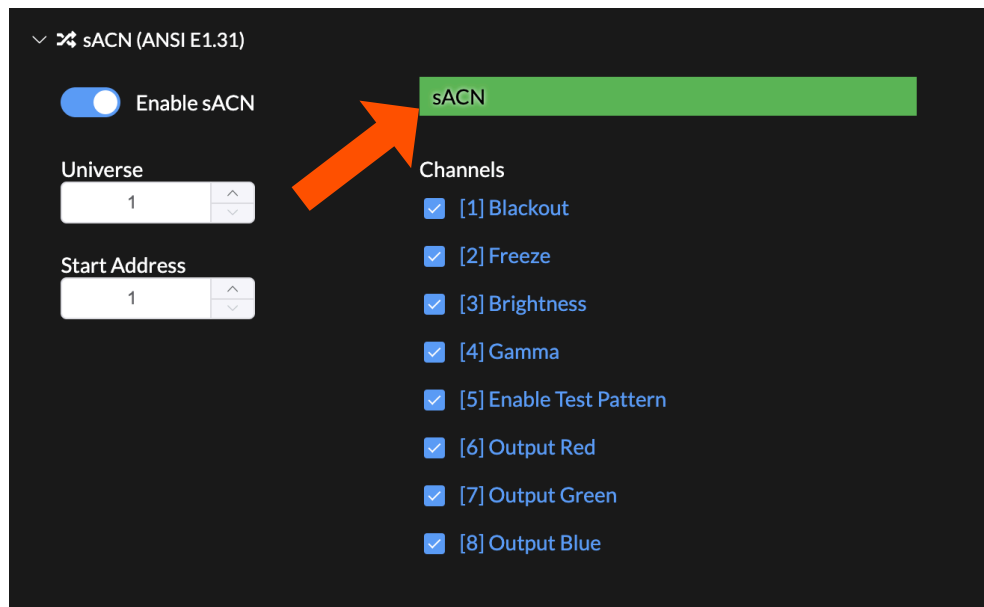 sACN (ANSI E1.31)
Enable sACN
sACN
Universe
1
Start Address
1
Channels
[1] Blackout
[2] Freeze
[3] Brightness
[4] Gamma
[5] Enable Test Pattern
[6] Output Red
[7] Output Green
[8] Output Blue